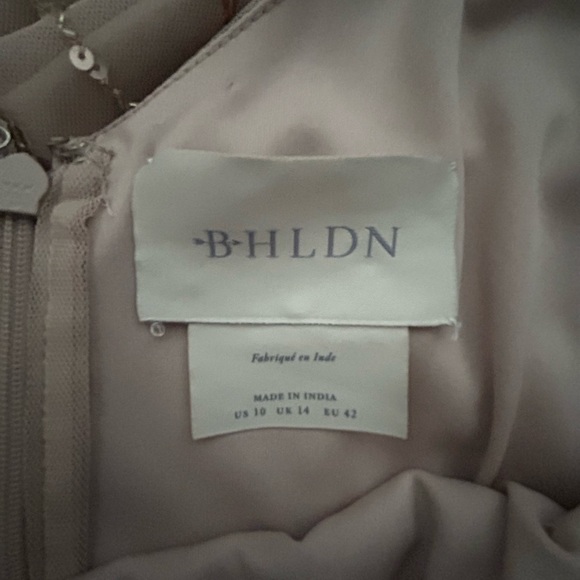 BHLDN
Fabriqué en Inde
MADE IN INDIA
US 10 UK 14 EU 42